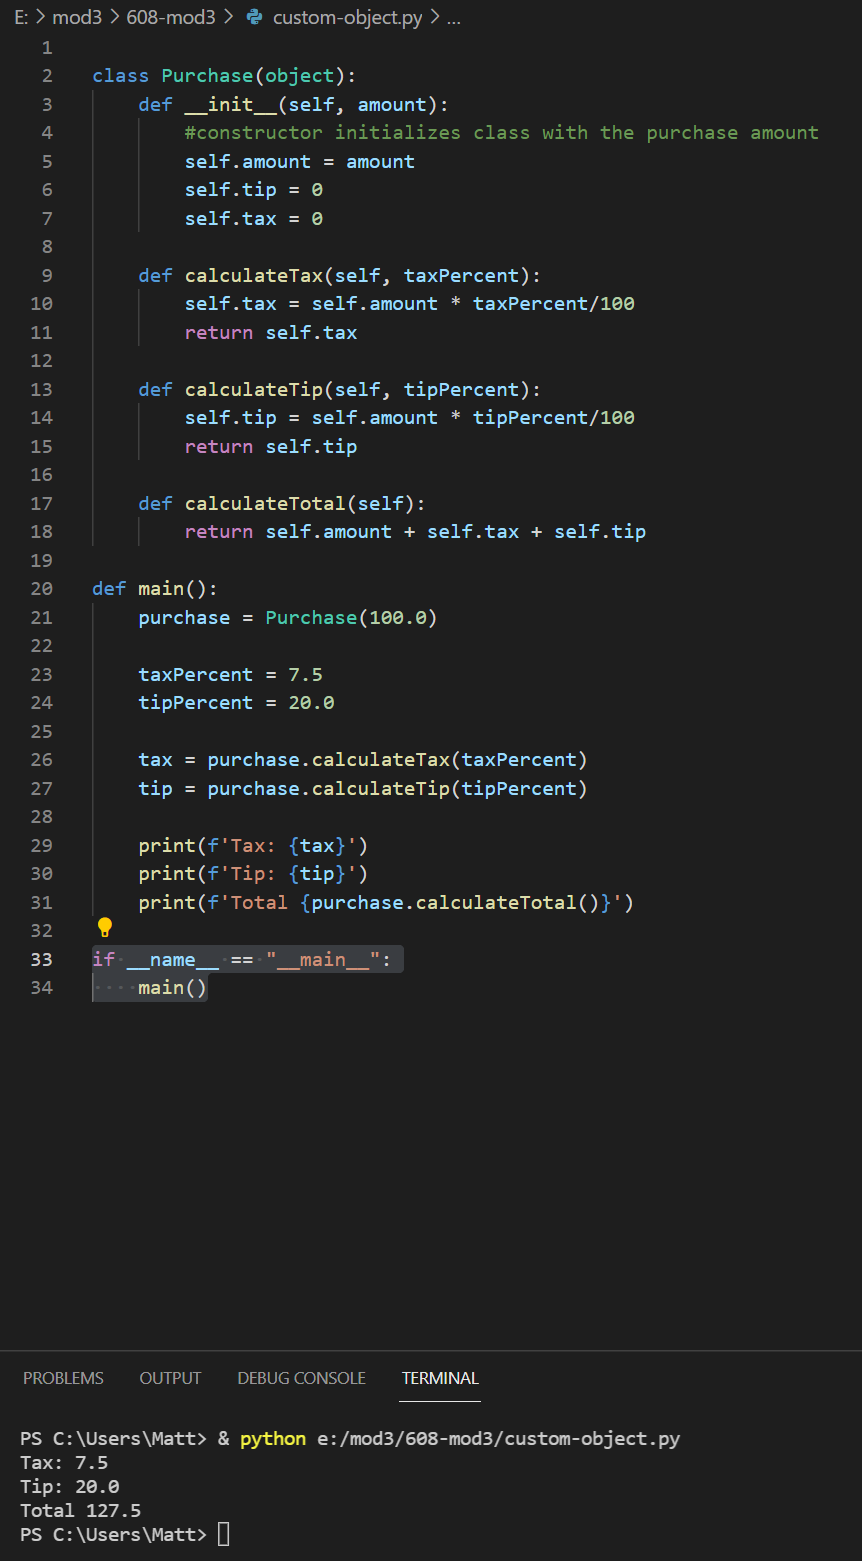 E: > mod3 > 608-mod3 > custom-object.py > ...
1
2 class Purchase(object):
3     def __init__(self, amount):
4         #constructor initializes class with the purchase amount
5         self.amount = amount
6         self.tip = 0
7         self.tax = 0
8
9     def calculateTax(self, taxPercent):
10         self.tax = self.amount * taxPercent/100
11         return self.tax
12
13     def calculateTip(self, tipPercent):
14         self.tip = self.amount * tipPercent/100
15         return self.tip
16
17     def calculateTotal(self):
18         return self.amount + self.tax + self.tip
19
20 def main():
21     purchase = Purchase(100.0)
22
23     taxPercent = 7.5
24     tipPercent = 20.0
25
26     tax = purchase.calculateTax(taxPercent)
27     tip = purchase.calculateTip(tipPercent)
28
29     print(f'Tax: {tax}')
30     print(f'Tip: {tip}')
31     print(f'Total {purchase.calculateTotal()}')
32
33 if __name__ == "__main__":
34     main()
PROBLEMS OUTPUT DEBUG CONSOLE TERMINAL
PS C:\Users\Matt> & python e:/mod3/608-mod3/custom-object.py
Tax: 7.5
Tip: 20.0
Total 127.5
PS C:\Users\Matt>